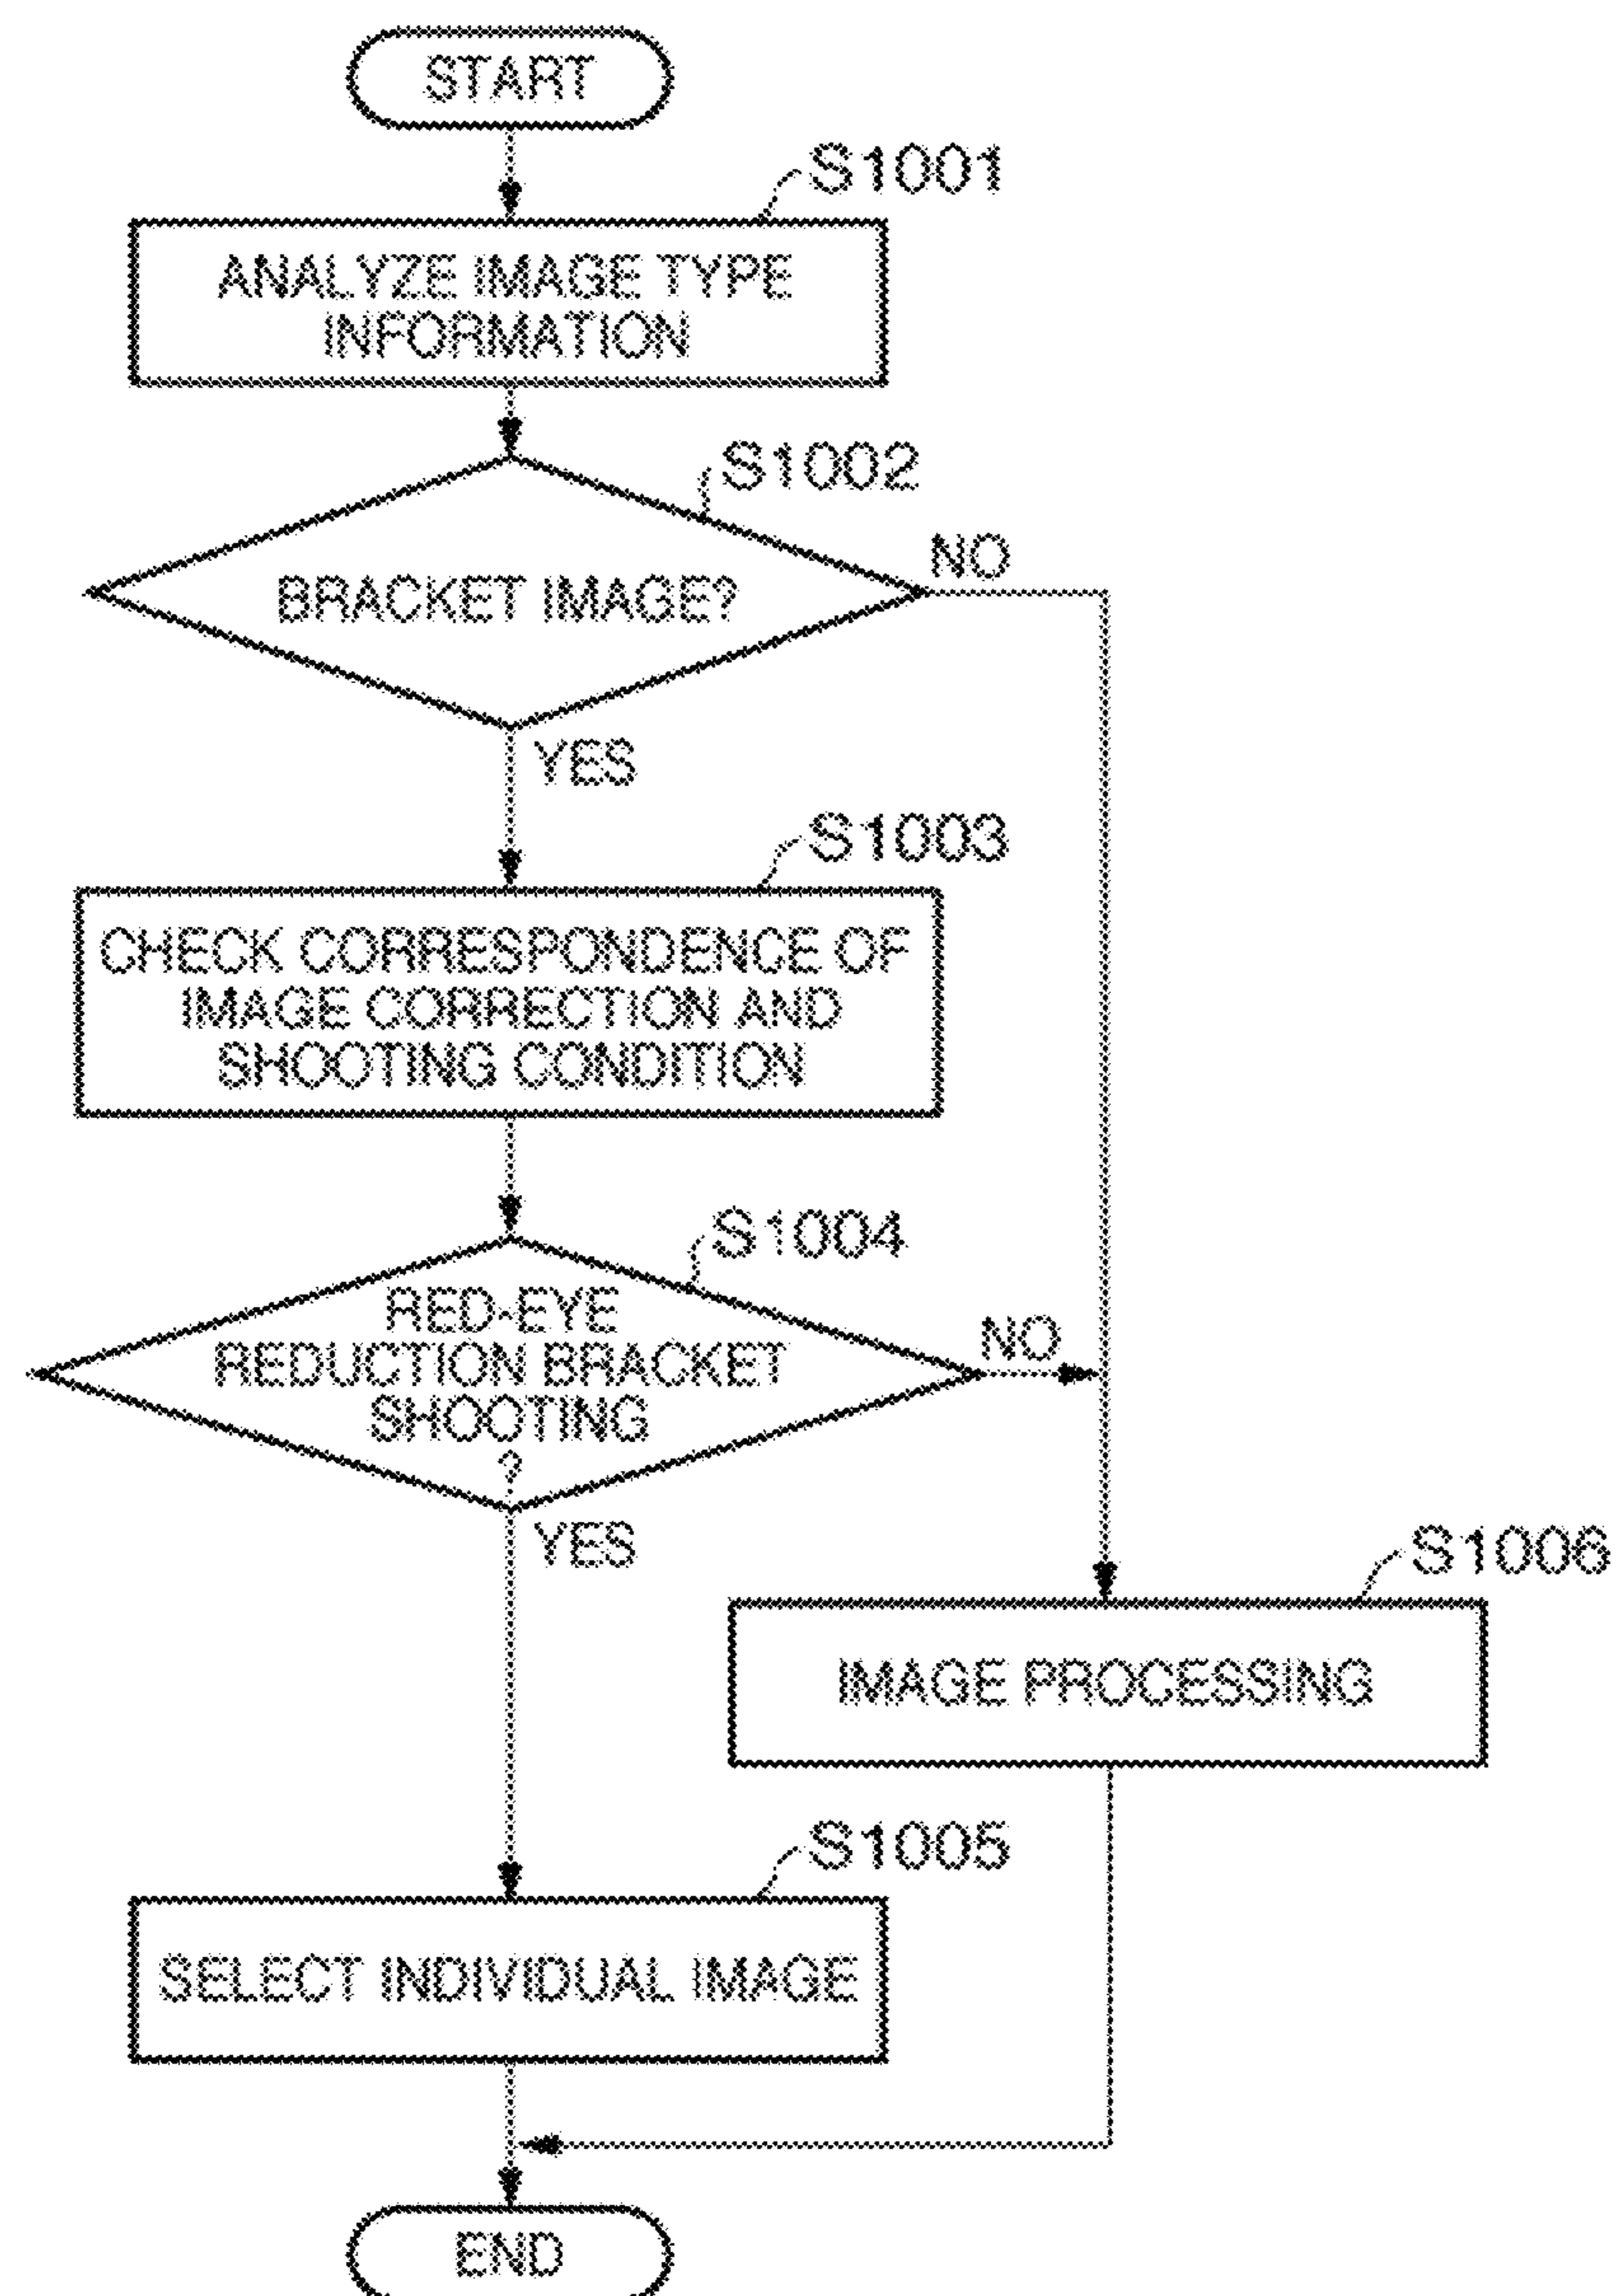 START
S1001
ANALYZE IMAGE TYPE
INFORMATION
S1002
BRACKET IMAGE?
NO
YES
S1003
CHECK CORRESPONDENCE OF
IMAGE CORRECTION AND
SHOOTING CONDITION
S1004
RED-EYE
REDUCTION BRACKET
SHOOTING
?
NO
YES
S1006
IMAGE PROCESSING
S1005
SELECT INDIVIDUAL IMAGE
END